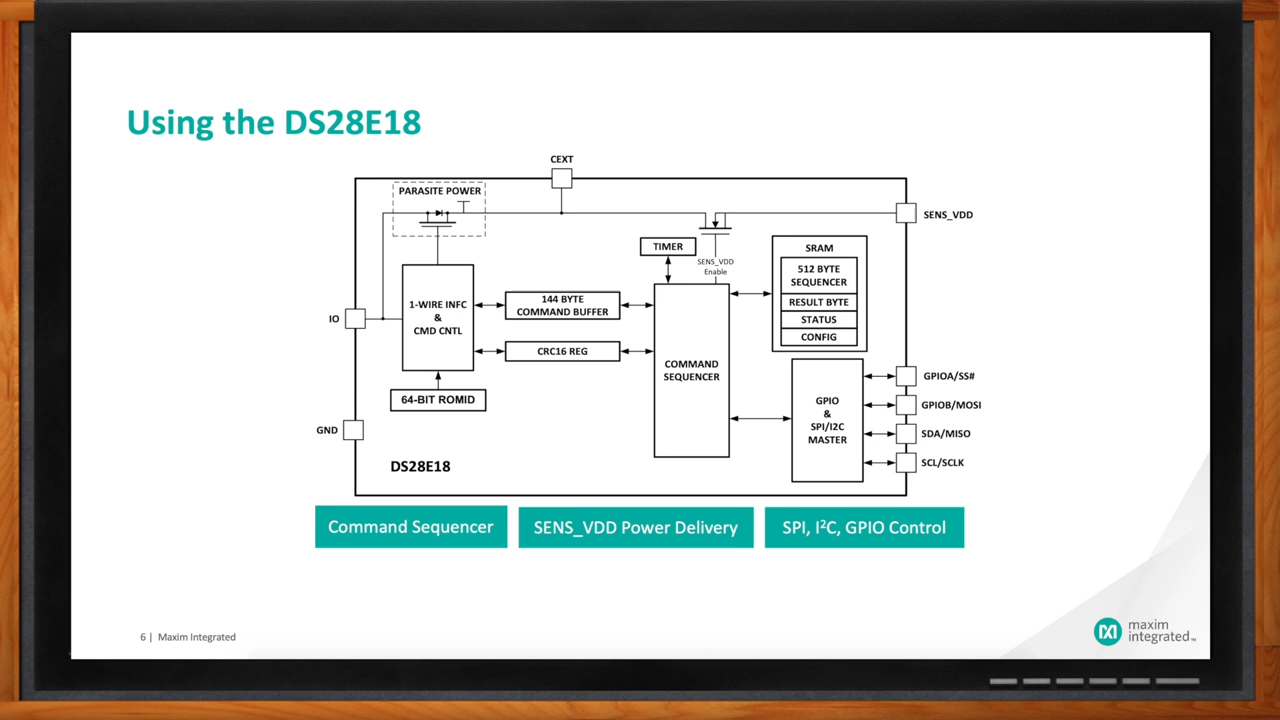 Using the DS28E18
CEXT
PARASITE POWER
SENS_VDD
TIMER
SENS_VDD
Enable
SRAM
512 BYTE
SEQUENCER
RESULT BYTE
STATUS
CONFIG
1-WIRE INFC
&
CMD CNTL
144 BYTE
COMMAND BUFFER
IO
CRC16 REG
COMMAND
SEQUENCER
64-BIT ROMID
GPIO
&
SPI/I2C
MASTER
GPIOA/SS#
GPIOB/MOSI
SDA/MISO
SCL/SCLK
GND
DS28E18
Command Sequencer
SENS_VDD Power Delivery
SPI, I²C, GPIO Control
6 | Maxim Integrated
maxim
integrated™